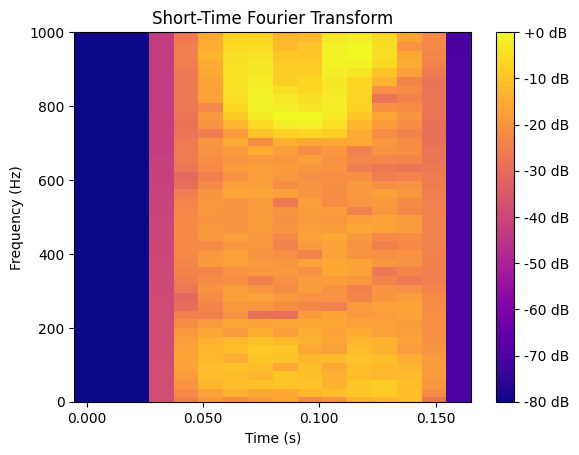 Short-Time Fourier Transform
1000
800
600
400
200
0
Frequency (Hz)
0.000
0.050
0.100
0.150
Time (s)
+0 dB
-10 dB
-20 dB
-30 dB
-40 dB
-50 dB
-60 dB
-70 dB
-80 dB